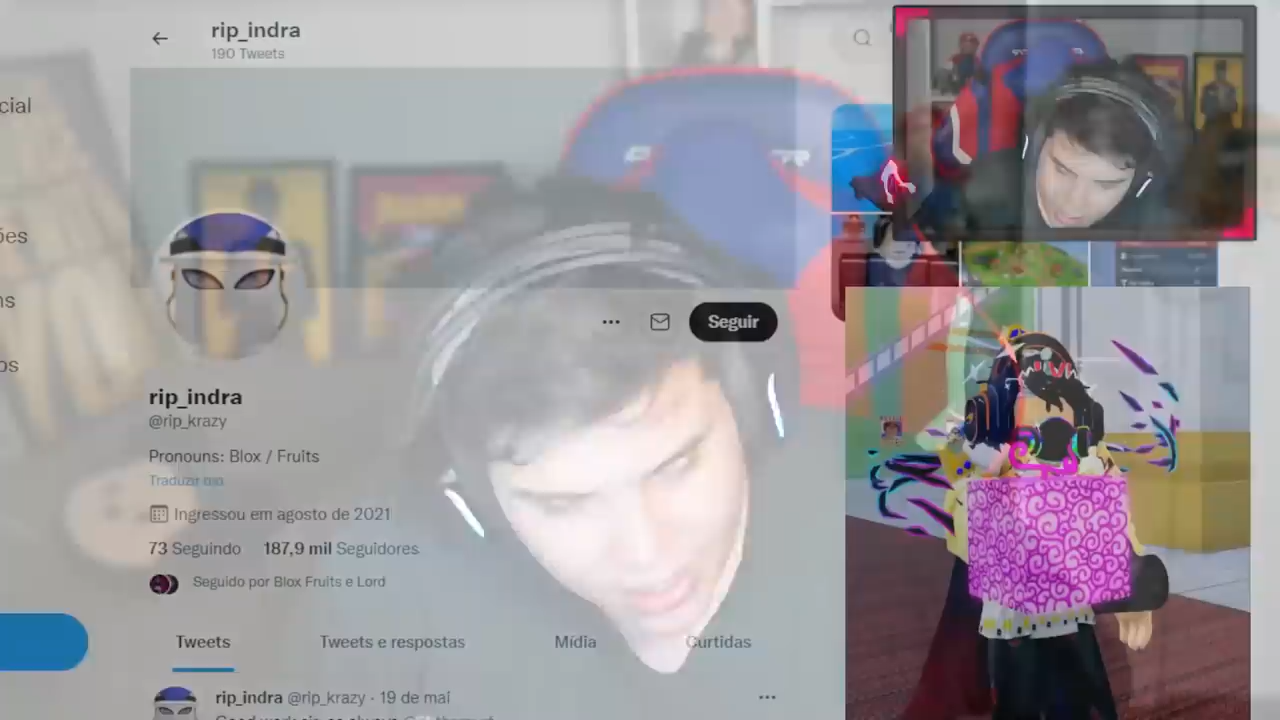 rip_indra
190 Tweets
cial
ões
ns
os
Seguir
rip_indra
@rip_krazy
Pronouns: Blox / Fruits
Traduzir bio
Ingressou em agosto de 2021
73 Seguindo 187,9 mil Seguidores
Seguido por Blox Fruits e Lord
Tweets Tweets e respostas Mídia Curtidas
rip_indra @rip_krazy · 19 de mai